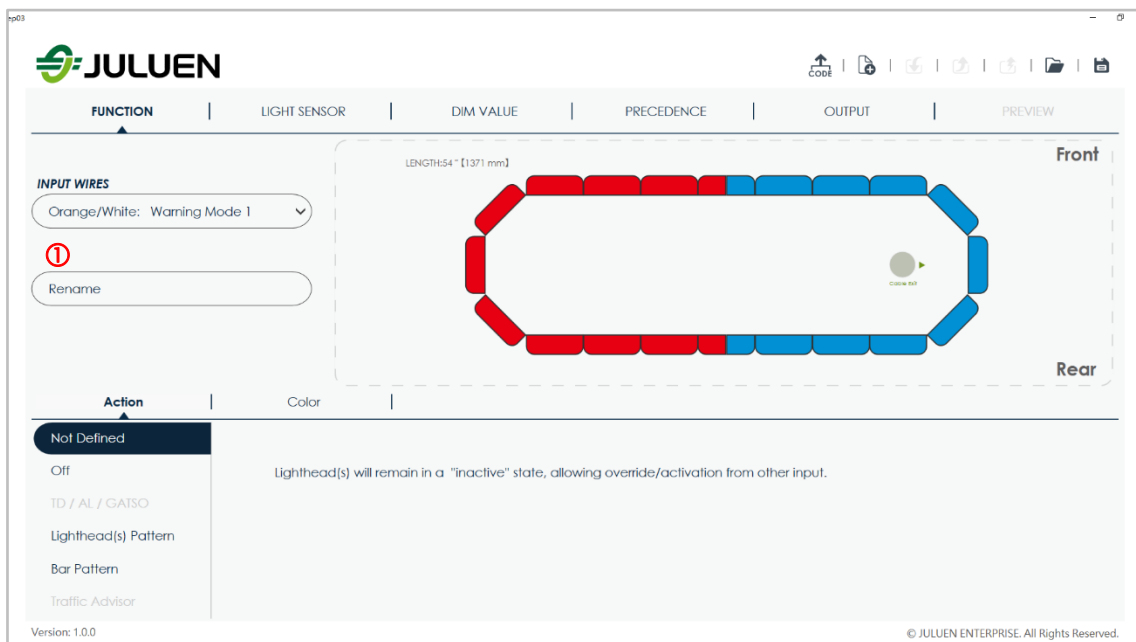 ep03
JULUEN
CODE
FUNCTION
LIGHT SENSOR
DIM VALUE
PRECEDENCE
OUTPUT
PREVIEW
Front
LENGTH:54 "【1371 mm】
INPUT WIRES
Orange/White: Warning Mode 1
①
Rename
Cable Exit
Rear
Action
Color
Not Defined
Off
Lighthead(s) will remain in a "inactive" state, allowing override/activation from other input.
TD / AL / GATSO
Lighthead(s) Pattern
Bar Pattern
Traffic Advisor
Version: 1.0.0
© JULUEN ENTERPRISE. All Rights Reserved.